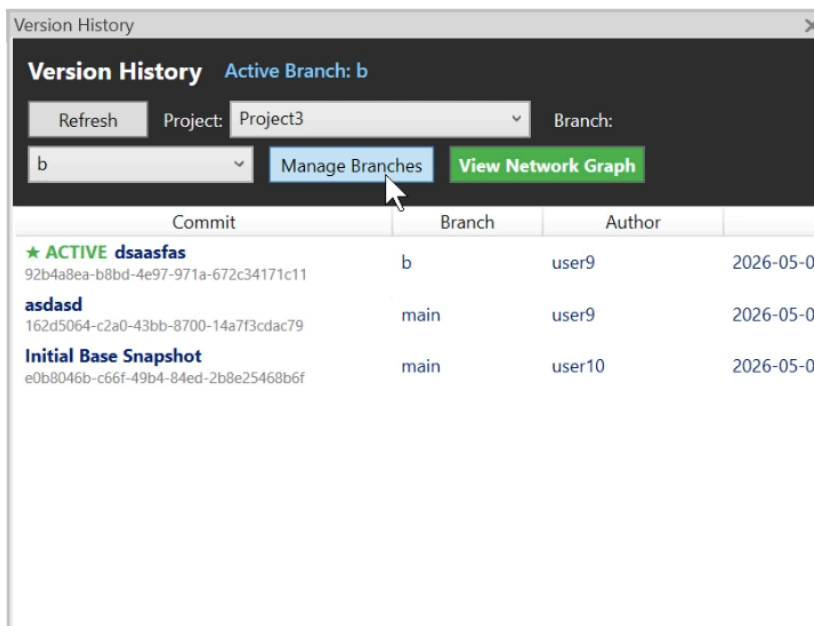 Version History
Version History Active Branch: b
Refresh Project: Project3 Branch:
b Manage Branches View Network Graph
Commit Branch Author
★ ACTIVE dsaasfas b user9 2026-05-0
92b4a8ea-b8bd-4e97-971a-672c34171c11
asdasd main user9 2026-05-0
162d5064-c2a0-43bb-8700-14a7f3cdac79
Initial Base Snapshot main user10 2026-05-0
e0b8046b-c66f-49b4-84ed-2b8e25468b6f